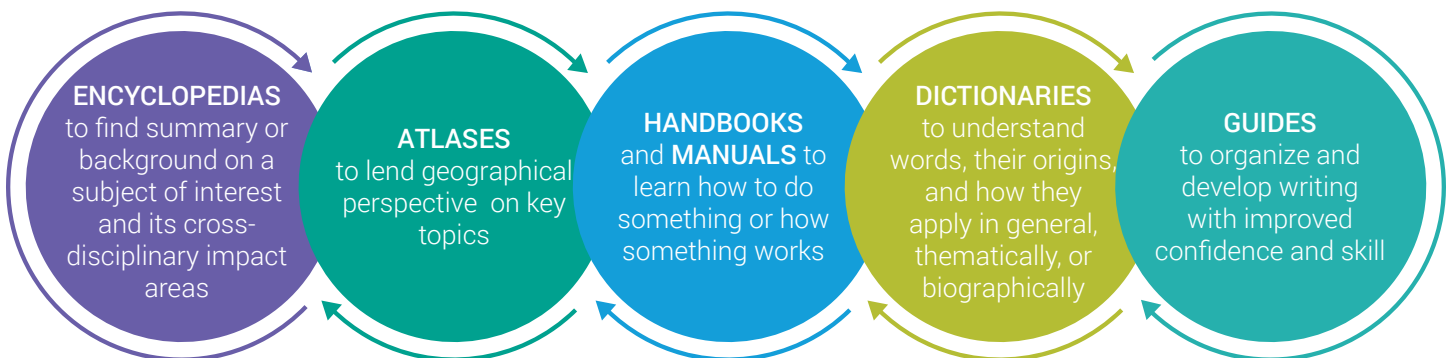 ENCYCLOPEDIAS
to find summary or
background on a
subject of interest
and its cross-
disciplinary impact
areas
ATLASES
to lend geographical
perspective on key
topics
HANDBOOKS
and MANUALS to
learn how to do
something or how
something works
DICTIONARIES
to understand
words, their origins,
and how they
apply in general,
thematically, or
biographically
GUIDES
to organize and
develop writing
with improved
confidence and skill